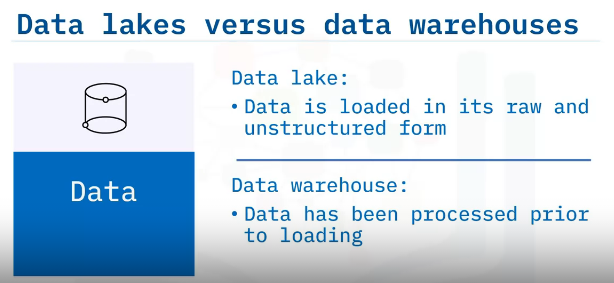 Data lakes versus data warehouses
Data
Data lake:
• Data is loaded in its raw and
unstructured form
Data warehouse:
• Data has been processed prior
to loading